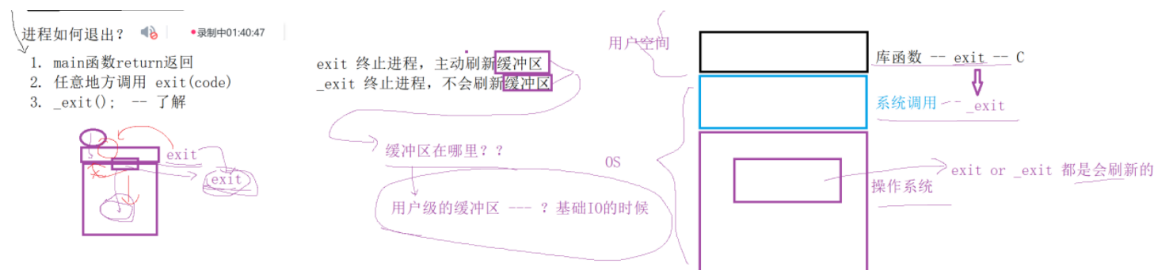 进程如何退出?
录制中01:40:47
1. main函数return返回
2. 任意地方调用 exit(code)
3. _exit(); -- 了解
exit
exit
exit 终止进程，主动刷新缓冲区
_exit 终止进程，不会刷新缓冲区
缓冲区在哪里？？
用户级的缓冲区 --- ？基础IO的时候
用户空间
OS
库函数 -- exit -- C
系统调用 -- _exit
操作系统
exit or _exit 都是会刷新的